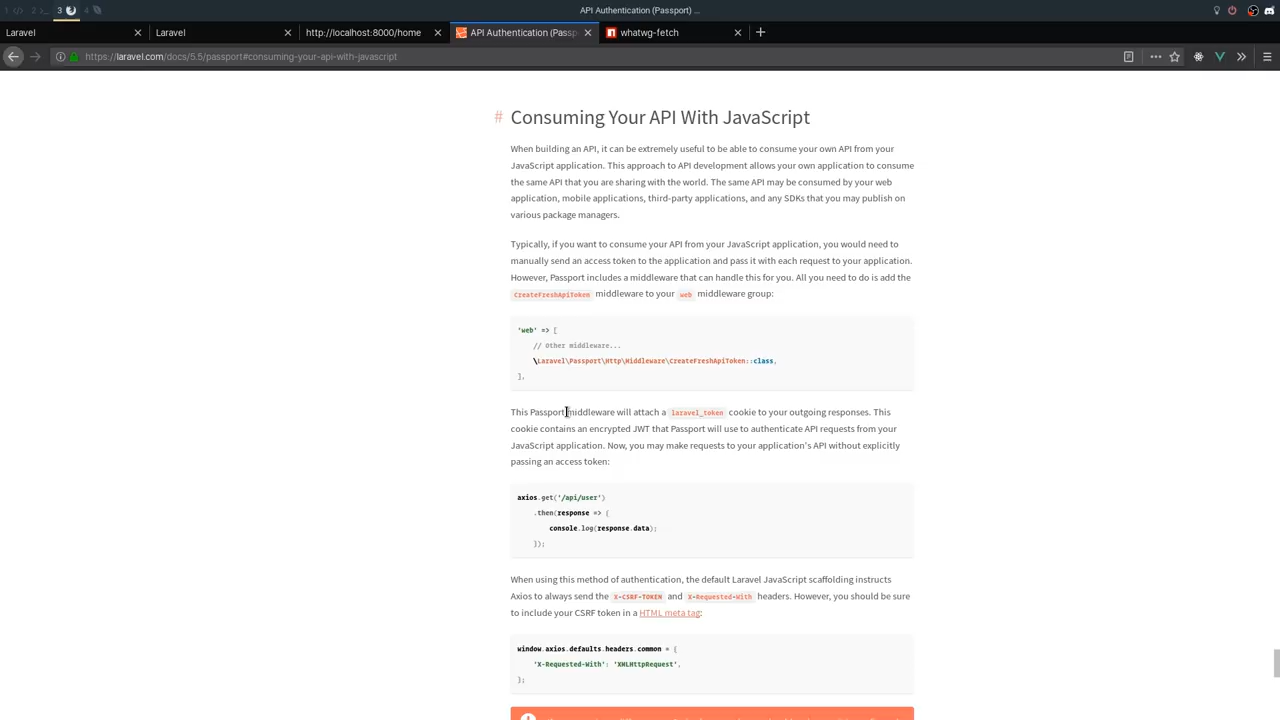 1
2
3
4
API Authentication (Passport) ...
Laravel
Laravel
http://localhost:8000/home
API Authentication (Passp
whatwg-fetch
https://laravel.com/docs/5.5/passport#consuming-your-api-with-javascript
# Consuming Your API With JavaScript
When building an API, it can be extremely useful to be able to consume your own API from your
JavaScript application. This approach to API development allows your own application to consume
the same API that you are sharing with the world. The same API may be consumed by your web
application, mobile applications, third-party applications, and any SDKs that you may publish on
various package managers.
Typically, if you want to consume your API from your JavaScript application, you would need to
manually send an access token to the application and pass it with each request to your application.
However, Passport includes a middleware that can handle this for you. All you need to do is add the
CreateFreshApiToken middleware to your web middleware group:
'web' => [
// Other middleware...
\Laravel\Passport\Http\Middleware\CreateFreshApiToken::class,
],
This Passport middleware will attach a laravel_token cookie to your outgoing responses. This
cookie contains an encrypted JWT that Passport will use to authenticate API requests from your
JavaScript application. Now, you may make requests to your application's API without explicitly
passing an access token:
axios.get('/api/user')
.then(response => {
console.log(response.data);
});
When using this method of authentication, the default Laravel JavaScript scaffolding instructs
Axios to always send the X-CSRF-TOKEN and X-Requested-With headers. However, you should be sure
to include your CSRF token in a HTML meta tag:
window.axios.defaults.headers.common = {
'X-Requested-With': 'XMLHttpRequest',
};